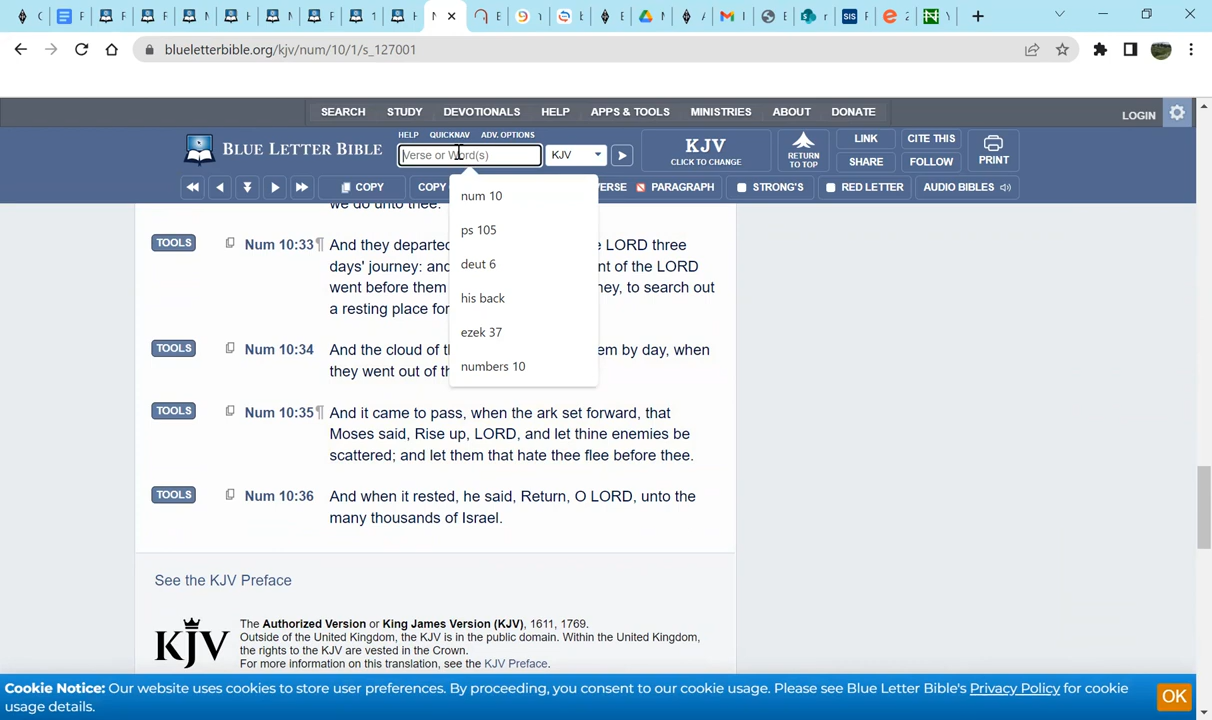 blueletterbible.org/kjv/num/10/1/s_127001
SEARCH STUDY DEVOTIONALS HELP APPS & TOOLS MINISTRIES ABOUT DONATE LOGIN
HELP QUICKNAV ADV. OPTIONS
BLUE LETTER BIBLE
Verse or Word(s)
KJV
KJV
CLICK TO CHANGE
RETURN
TO TOP
LINK
CITE THIS
SHARE
FOLLOW
PRINT
COPY
COPY
VERSE
PARAGRAPH
STRONG'S
RED LETTER
AUDIO BIBLES
num 10
ps 105
deut 6
his back
ezek 37
numbers 10
we do unto thee.
TOOLS Num 10:33¶ And they departed LORD three
days' journey: and ent of the LORD
went before them ney, to search out
a resting place for
TOOLS Num 10:34 And the cloud of em by day, when
they went out of
TOOLS Num 10:35¶ And it came to pass, when the ark set forward, that
Moses said, Rise up, LORD, and let thine enemies be
scattered; and let them that hate thee flee before thee.
TOOLS Num 10:36 And when it rested, he said, Return, O LORD, unto the
many thousands of Israel.
See the KJV Preface
KJV
The Authorized Version or King James Version (KJV), 1611, 1769.
Outside of the United Kingdom, the KJV is in the public domain. Within the United Kingdom,
the rights to the KJV are vested in the Crown.
For more information on this translation, see the KJV Preface.
Cookie Notice: Our website uses cookies to store user preferences. By proceeding, you consent to our cookie usage. Please see Blue Letter Bible's Privacy Policy for cookie
usage details.
OK